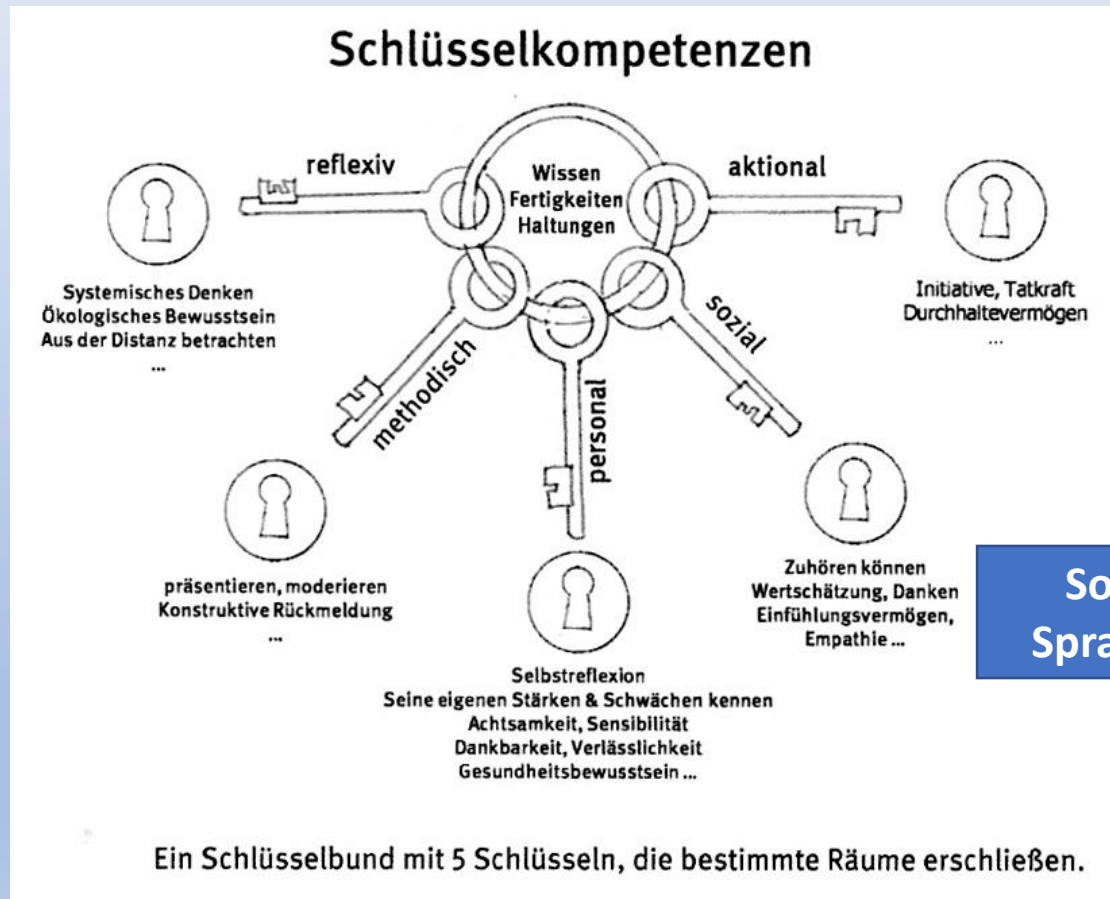 Schlüsselkompetenzen
reflexiv
Wissen
Fertigkeiten
Haltungen
aktional
Systemisches Denken
Ökologisches Bewusstsein
Aus der Distanz betrachten
...
methodisch
personal
sozial
Initiative, Tatkraft
Durchhaltevermögen
...
präsentieren, moderieren
Konstruktive Rückmeldung
...
Selbstreflexion
Seine eigenen Stärken & Schwächen kennen
Achtsamkeit, Sensibilität
Dankbarkeit, Verlässlichkeit
Gesundheitsbewusstsein ...
Zuhören können
Wertschätzung, Danken
Einfühlungsvermögen,
Empathie ...
Ein Schlüsselbund mit 5 Schlüsseln, die bestimmte Räume erschließen.